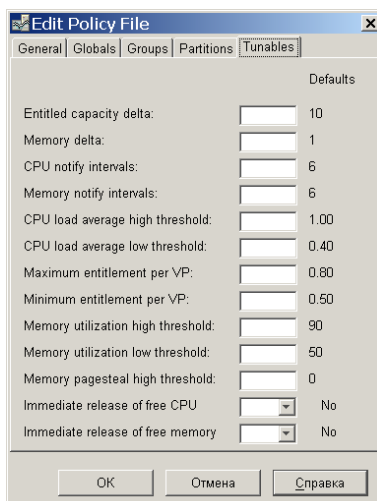 Edit Policy File
General Globals Groups Partitions Tunables
Defaults
Entitled capacity delta: 10
Memory delta: 1
CPU notify intervals: 6
Memory notify intervals: 6
CPU load average high threshold: 1.00
CPU load average low threshold: 0.40
Maximum entitlement per VP: 0.80
Minimum entitlement per VP: 0.50
Memory utilization high threshold: 90
Memory utilization low threshold: 50
Memory pagesteal high threshold: 0
Immediate release of free CPU No
Immediate release of free memory No
OK Отмена Справка